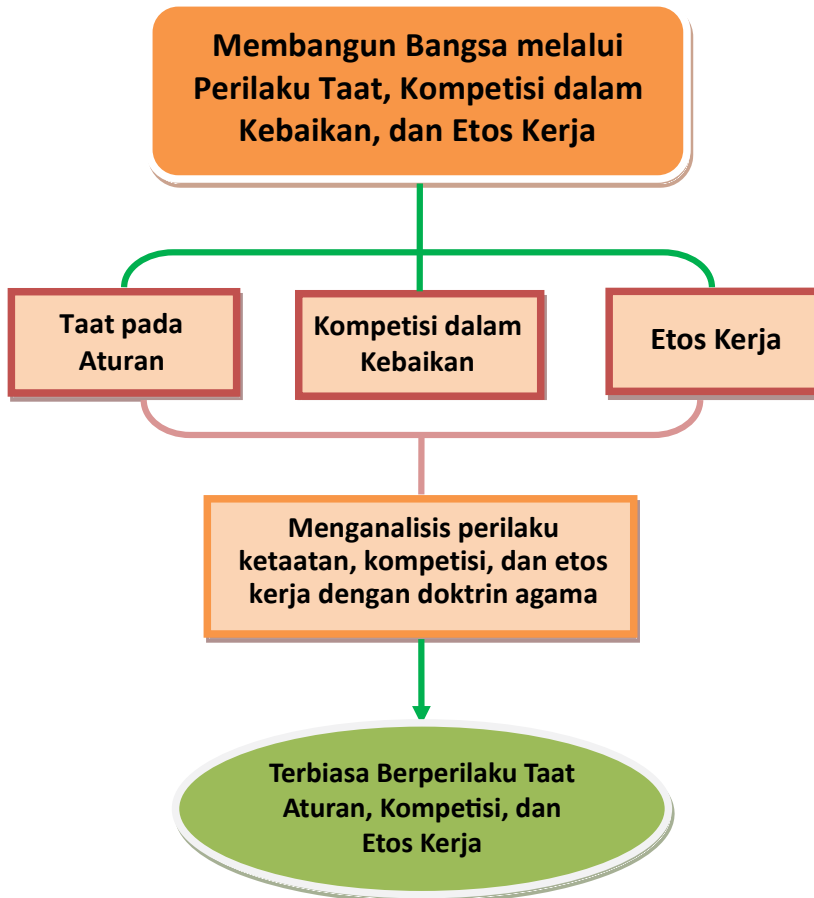 Membangun Bangsa melalui
Perilaku Taat, Kompetisi dalam
Kebaikan, dan Etos Kerja
Taat pada
Aturan
Kompetisi dalam
Kebaikan
Etos Kerja
Menganalisis perilaku
ketaatan, kompetisi, dan etos
kerja dengan doktrin agama
Terbiasa Berperilaku Taat
Aturan, Kompetisi, dan
Etos Kerja